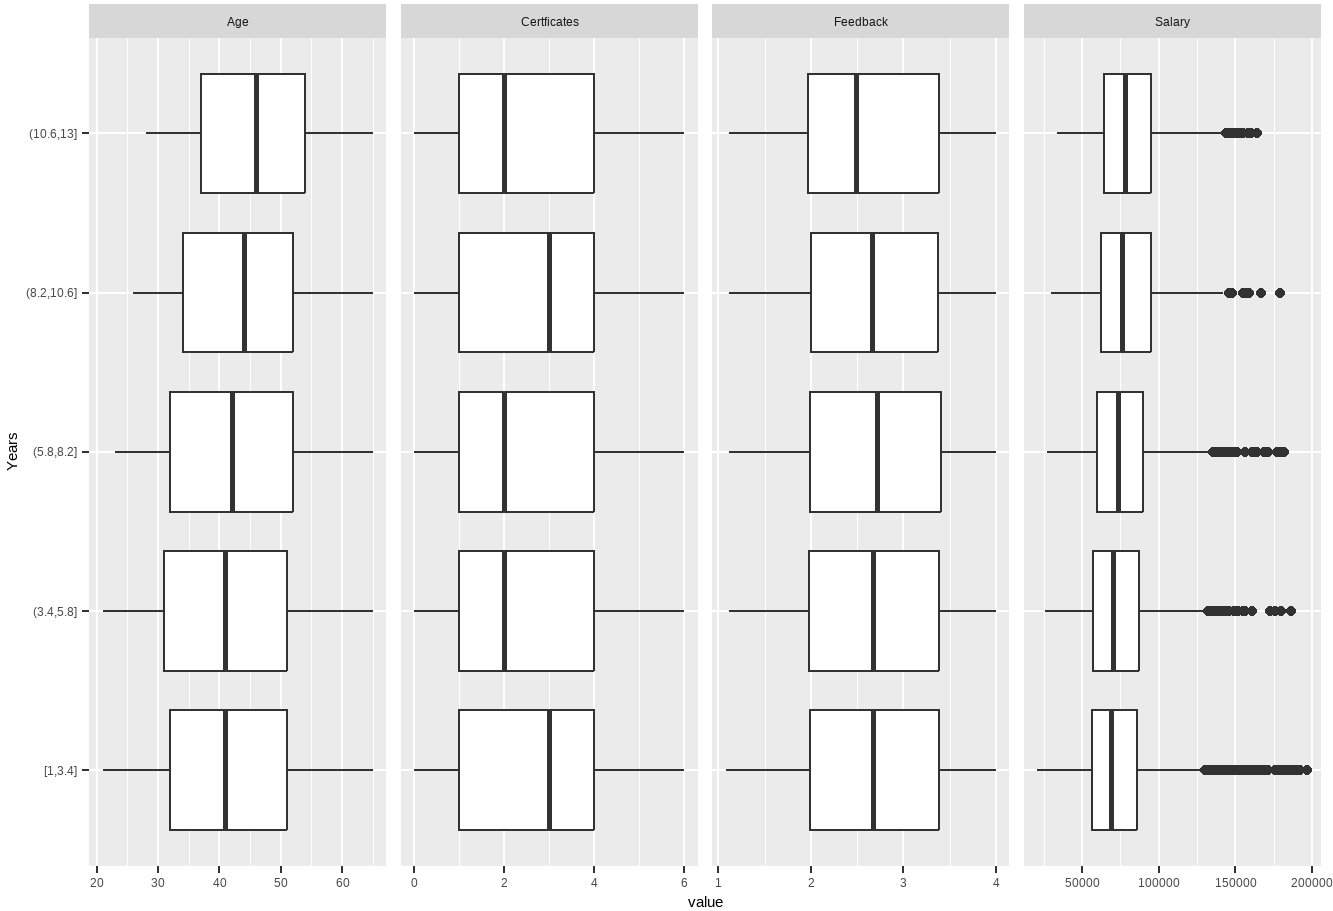 Age Certficates Feedback Salary
(10.6,13]
(8.2,10.6]
(5.8,8.2]
(3.4,5.8]
[1,3.4]
Years
20 30 40 50 60 0 2 4 6 1 2 3 4 50000 100000 150000 200000
value